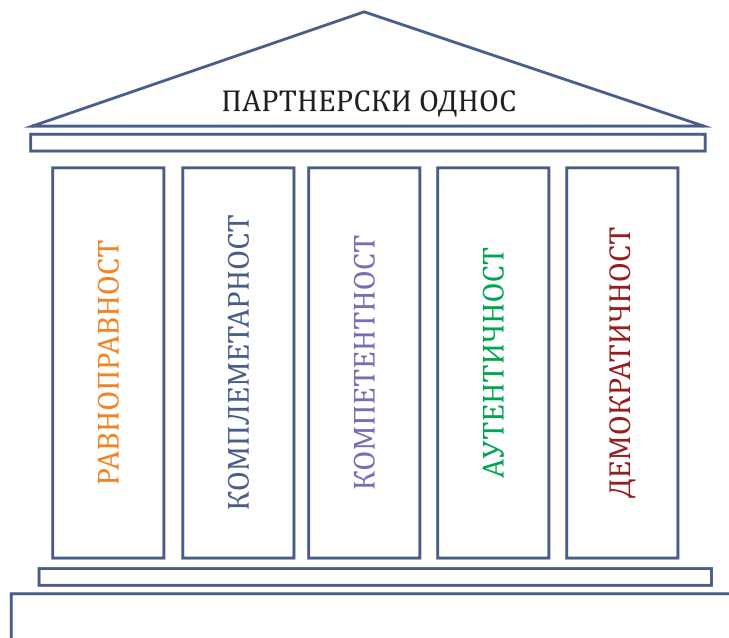 ПАРТНЕРСКИ ОДНОС
РАВНОПРАВНОСТ
КОМПЛЕМЕТАРНОСТ
КОМПЕТЕНТНОСТ
АУТЕНТИЧНОСТ
ДЕМОКРАТИЧНОСТ